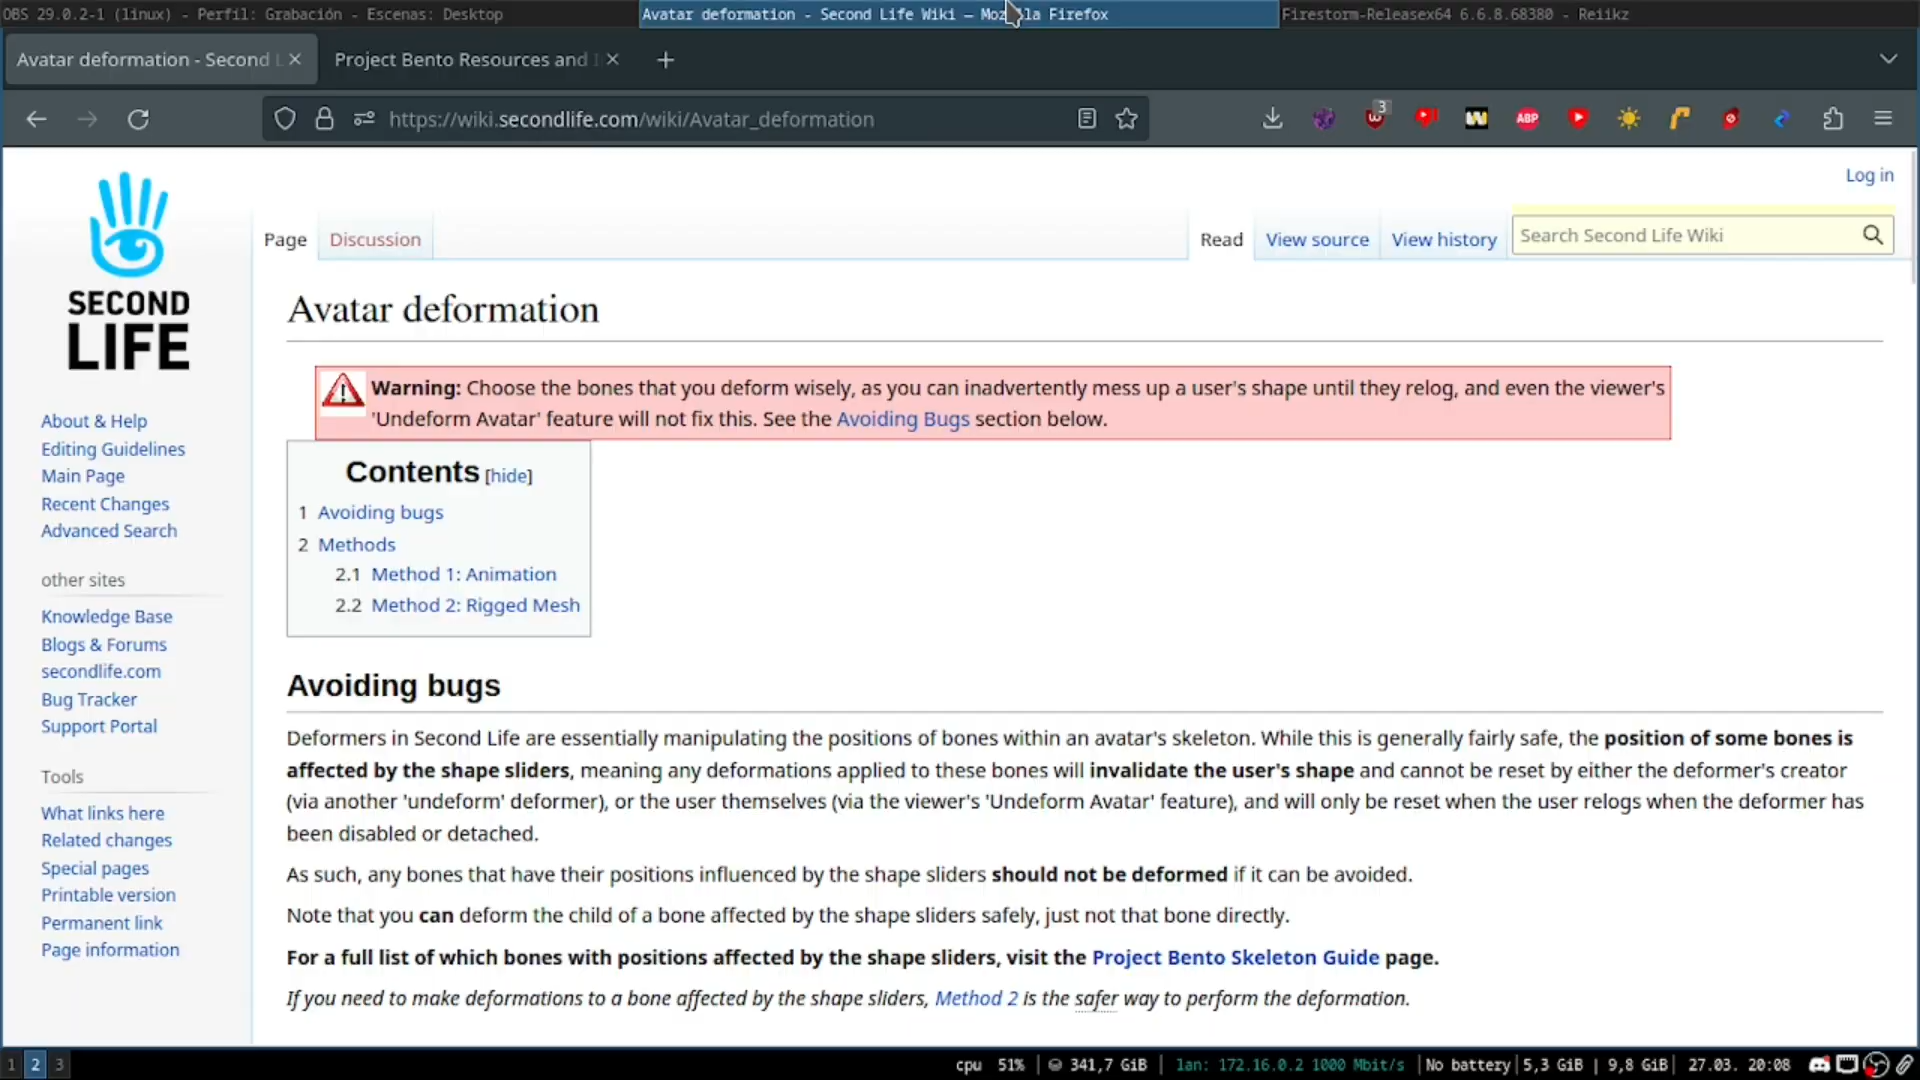 OBS 29.0.2-1 (linux) - Perfil: Grabación - Escenas: Desktop
Avatar deformation - Second Life Wiki — Mozilla Firefox
Firestorm-Releasex64 6.6.8.68380 - Reiikz
Avatar deformation - Second L
Project Bento Resources and I
https://wiki.secondlife.com/wiki/Avatar_deformation
3
ABP
Log in
Page
Discussion
Read
View source
View history
Search Second Life Wiki
SECOND
LIFE
About & Help
Editing Guidelines
Main Page
Recent Changes
Advanced Search
other sites
Knowledge Base
Blogs & Forums
secondlife.com
Bug Tracker
Support Portal
Tools
What links here
Related changes
Special pages
Printable version
Permanent link
Page information
Avatar deformation
Warning: Choose the bones that you deform wisely, as you can inadvertently mess up a user's shape until they relog, and even the viewer's
'Undeform Avatar' feature will not fix this. See the Avoiding Bugs section below.
Contents [hide]
1 Avoiding bugs
2 Methods
2.1 Method 1: Animation
2.2 Method 2: Rigged Mesh
Avoiding bugs
Deformers in Second Life are essentially manipulating the positions of bones within an avatar's skeleton. While this is generally fairly safe, the position of some bones is
affected by the shape sliders, meaning any deformations applied to these bones will invalidate the user's shape and cannot be reset by either the deformer's creator
(via another 'undeform' deformer), or the user themselves (via the viewer's 'Undeform Avatar' feature), and will only be reset when the user relogs when the deformer has
been disabled or detached.
As such, any bones that have their positions influenced by the shape sliders should not be deformed if it can be avoided.
Note that you can deform the child of a bone affected by the shape sliders safely, just not that bone directly.
For a full list of which bones with positions affected by the shape sliders, visit the Project Bento Skeleton Guide page.
If you need to make deformations to a bone affected by the shape sliders, Method 2 is the safer way to perform the deformation.
1 2 3
cpu 51% | 341,7 GiB | lan: 172.16.0.2 1000 Mbit/s |No battery|5,3 GiB | 9,8 GiB| 27.03. 20:08